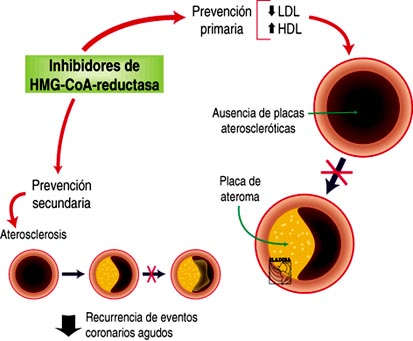 Prevención
primaria
⬇ LDL
⬆ HDL
Inhibidores de
HMG-CoA-reductasa
Ausencia de placas
ateroscleróticas
Prevención
secundaria
Placa de
ateroma
Aterosclerosis
Recurrencia de eventos
coronarios agudos